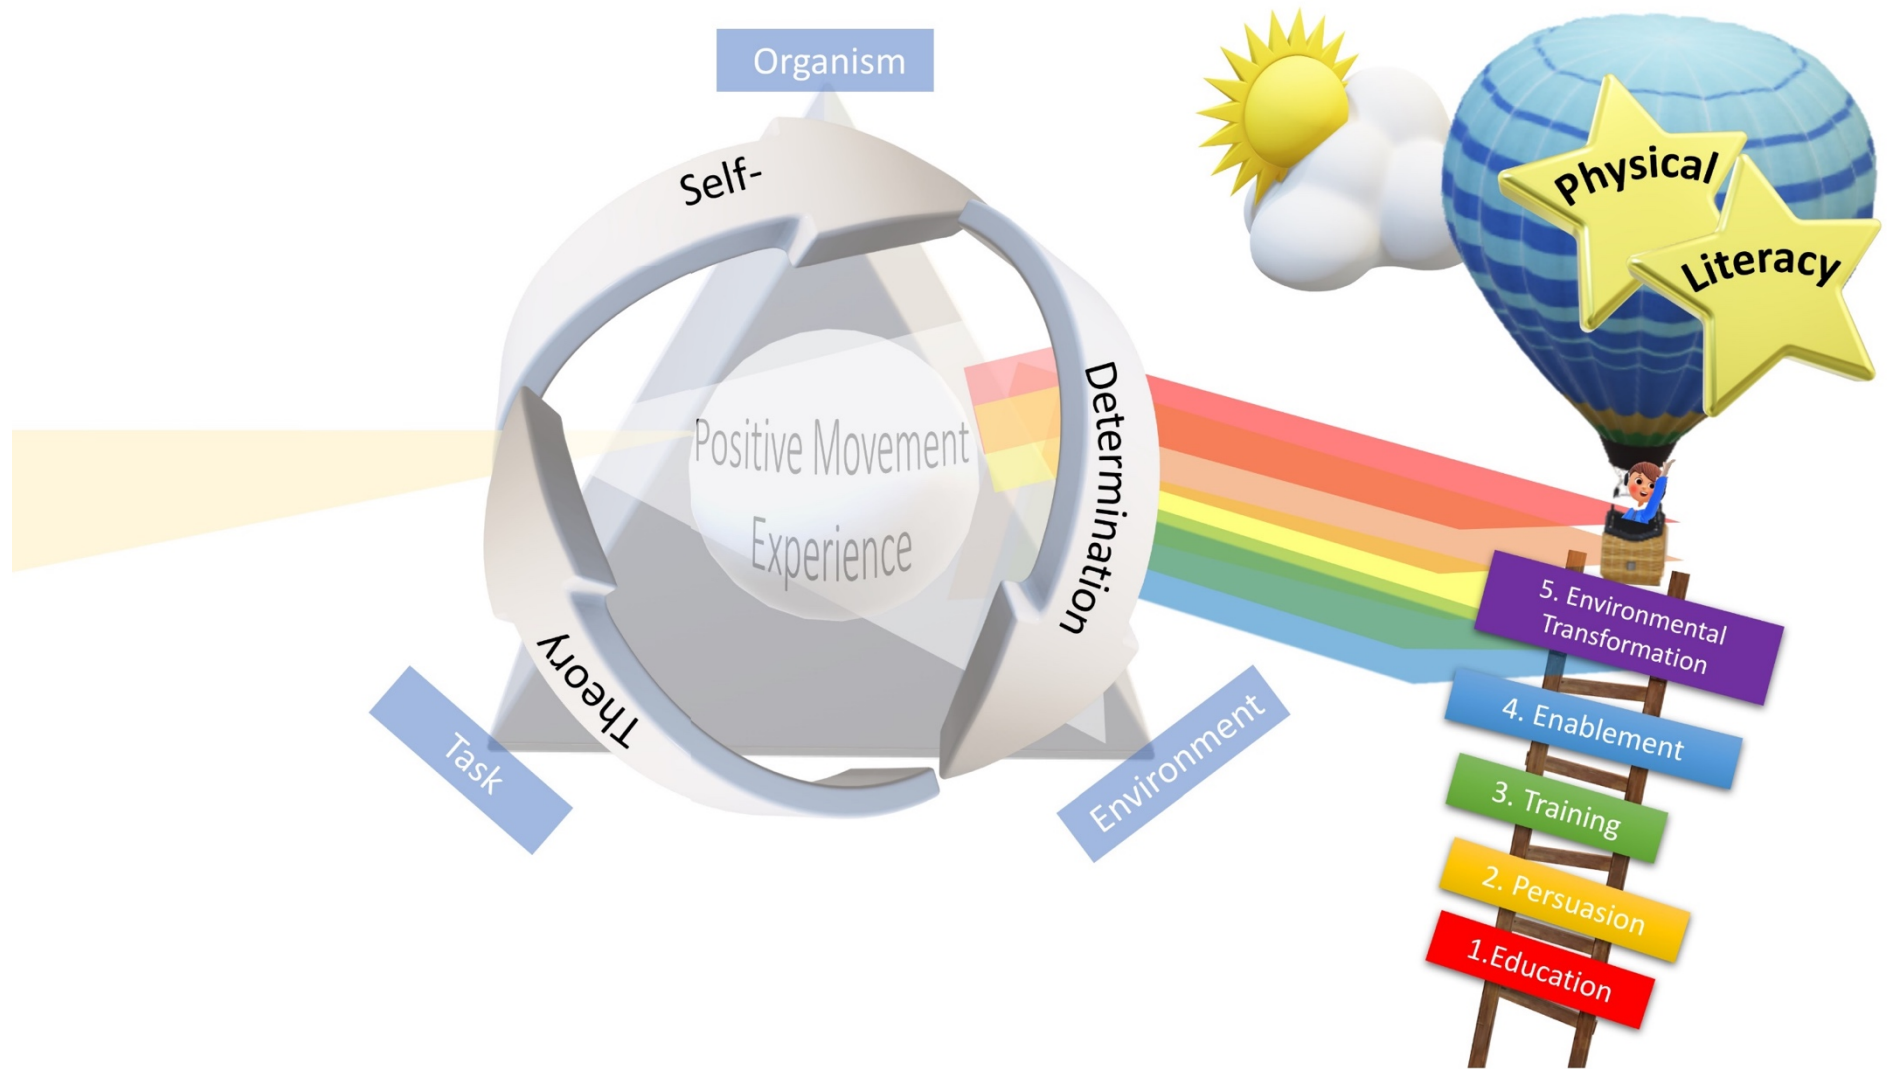 Organism
Self-
Determination
Theory
Positive Movement
Experience
Task
Environment
Physical
Literacy
5. Environmental
Transformation
4. Enablement
3. Training
2. Persuasion
1.Education